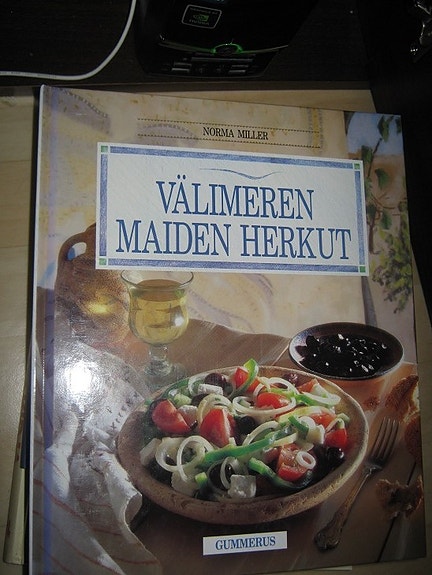 NORMA MILLER
VÄLIMEREN
MAIDEN HERKUT
GUMMERUS